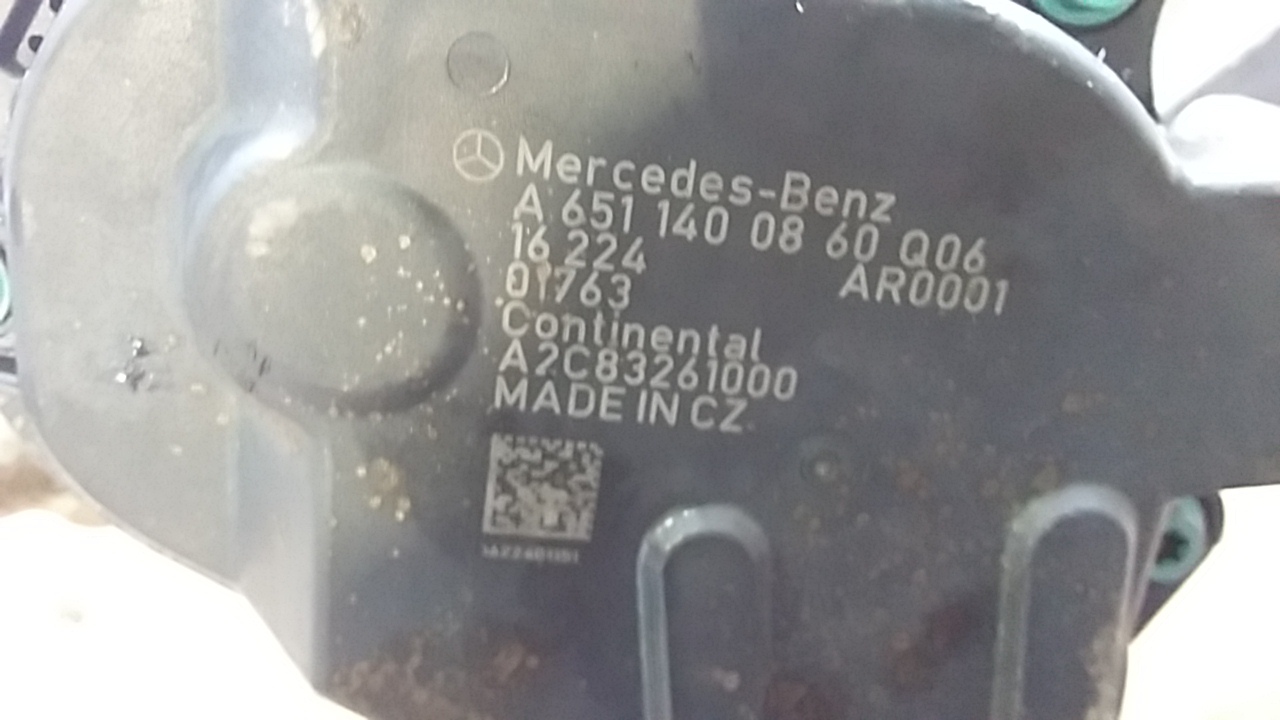 Mercedes-Benz
A 651 140 08 60 Q06
16 224
01763 AR0001
Continental
A2C83261000
MADE IN CZ